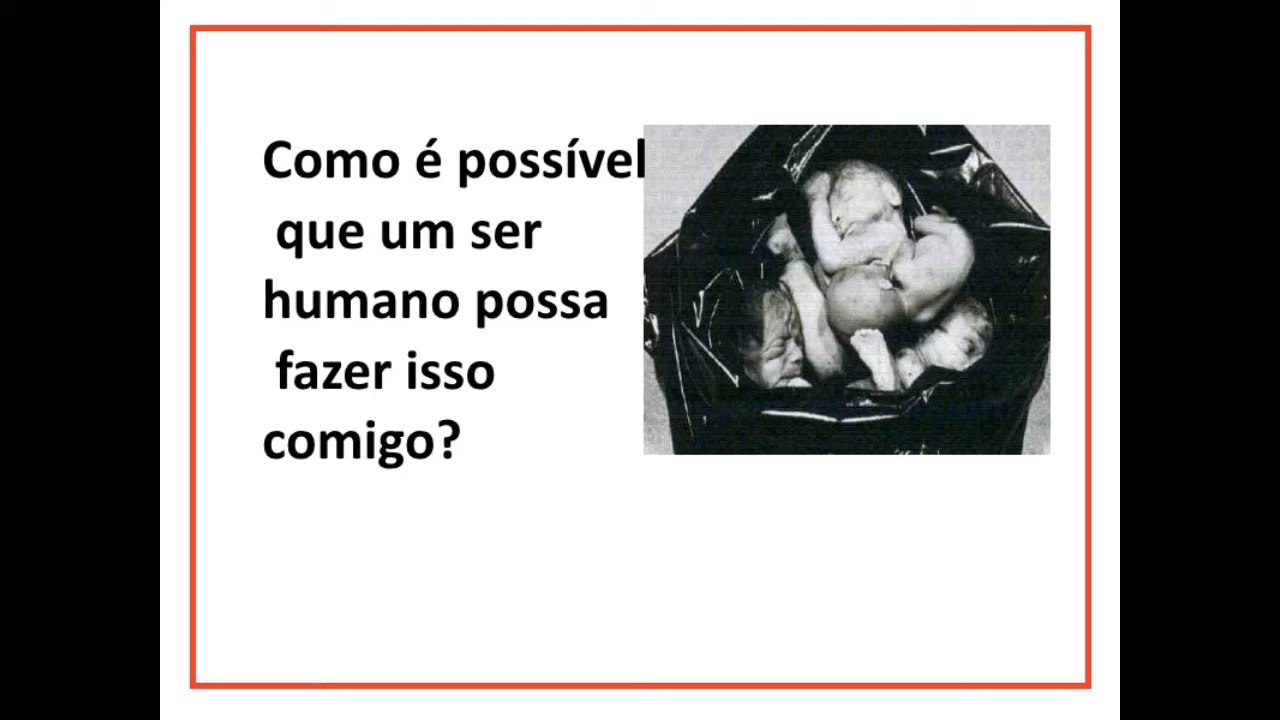 Como é possível
que um ser
humano possa
fazer isso
comigo?